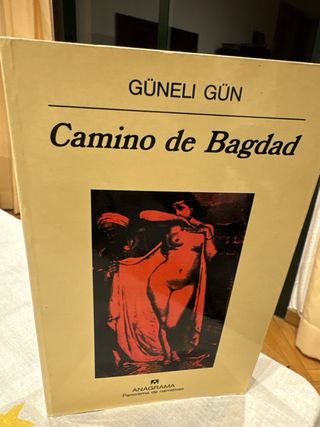 GÜNELI GÜN
Camino de Bagdad
ANAGRAMA
Panorama de narrativas